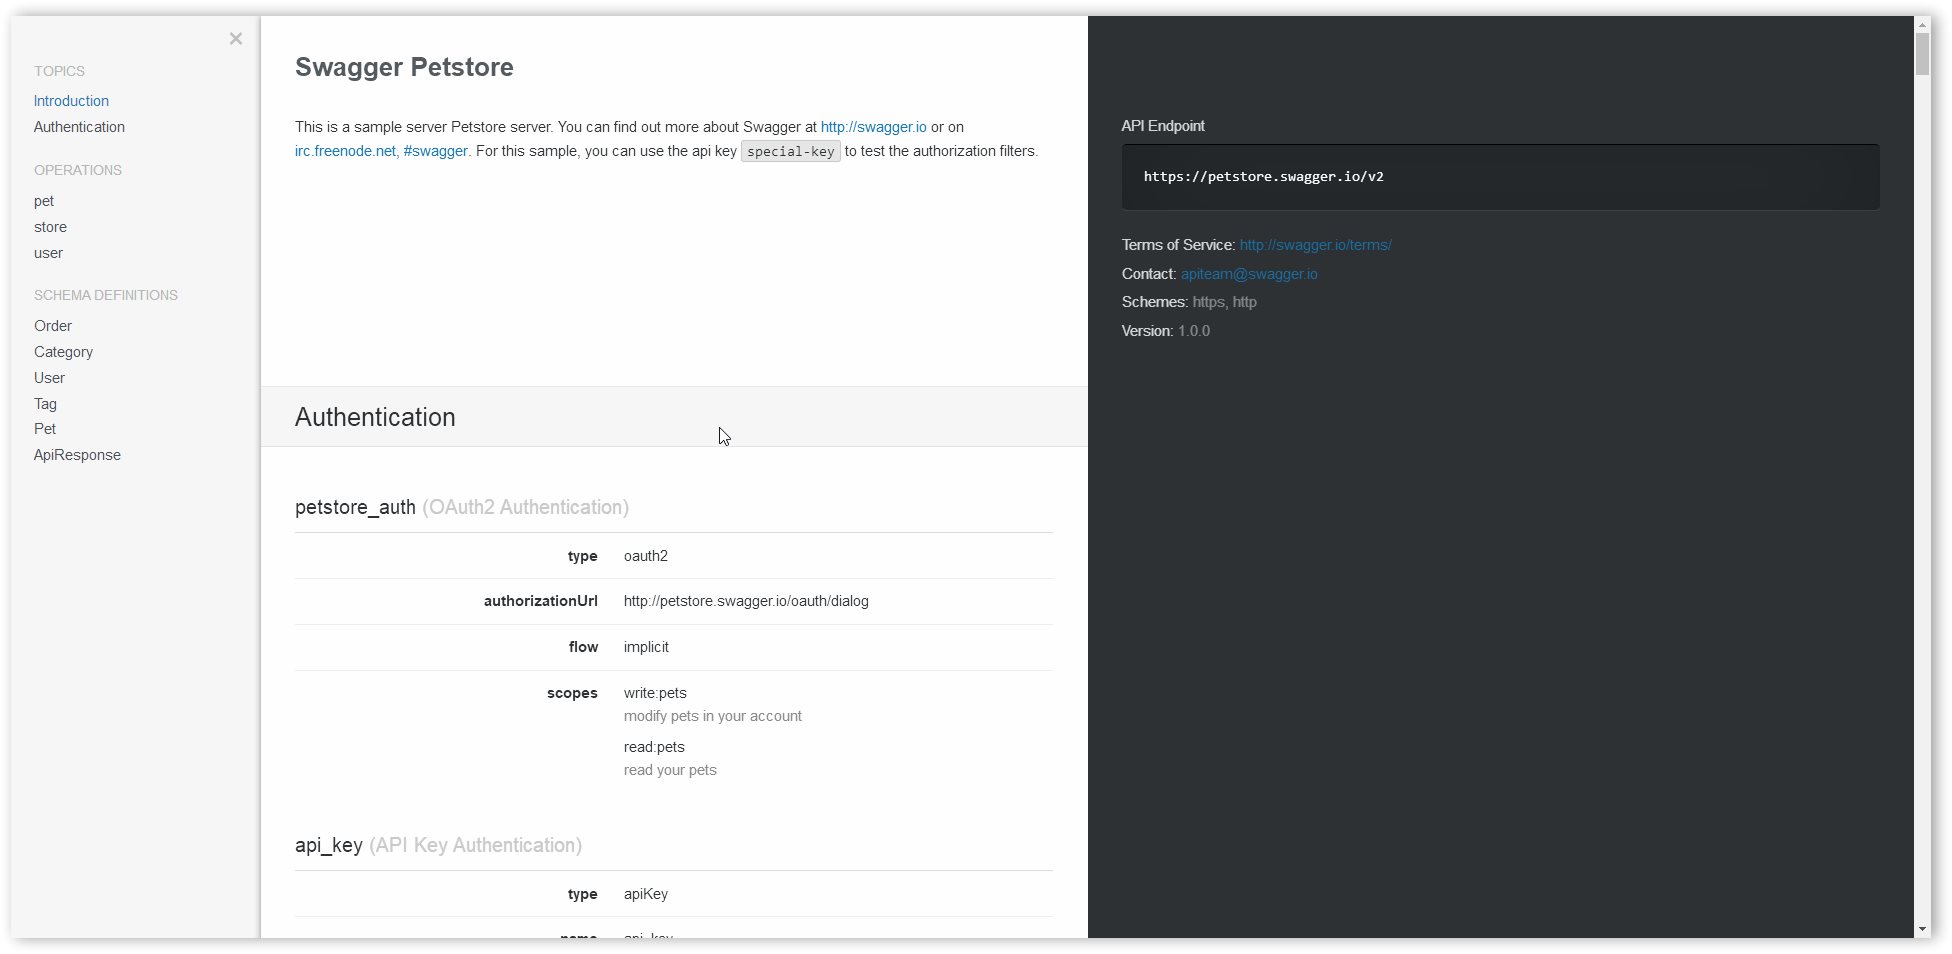 ×
TOPICS
Introduction
Authentication
OPERATIONS
pet
store
user
SCHEMA DEFINITIONS
Order
Category
User
Tag
Pet
ApiResponse
Swagger Petstore
This is a sample server Petstore server. You can find out more about Swagger at http://swagger.io or on
irc.freenode.net, #swagger. For this sample, you can use the api key special-key to test the authorization filters.
Authentication
petstore_auth (OAuth2 Authentication)
type oauth2
authorizationUrl http://petstore.swagger.io/oauth/dialog
flow implicit
scopes write:pets
modify pets in your account
read:pets
read your pets
api_key (API Key Authentication)
type apiKey
name api_key
API Endpoint
https://petstore.swagger.io/v2
Terms of Service: http://swagger.io/terms/
Contact: apiteam@swagger.io
Schemes: https, http
Version: 1.0.0